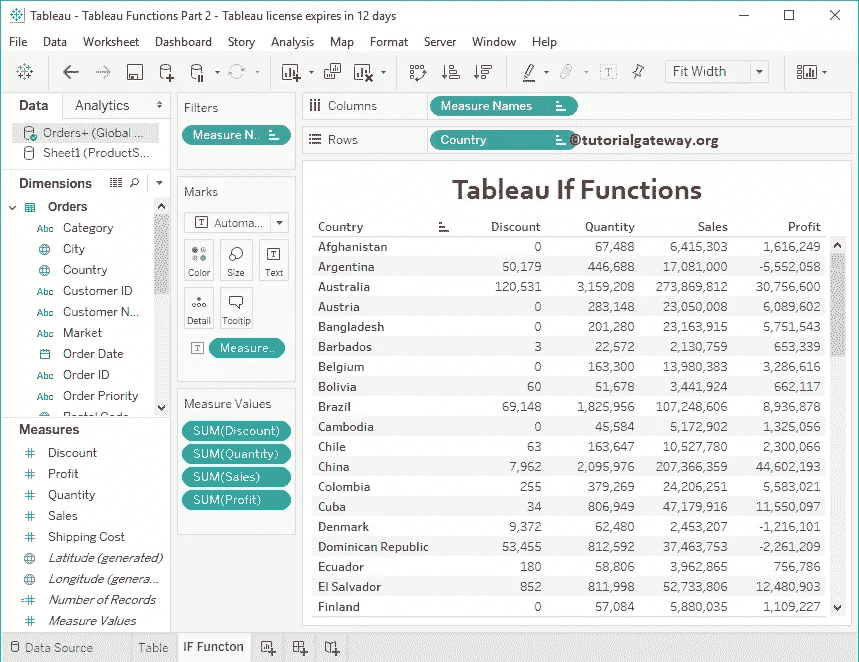 Tableau - Tableau Functions Part 2 - Tableau license expires in 12 days
File Data Worksheet Dashboard Story Analysis Map Format Server Window Help
Fit Width
Data Analytics
Orders+ (Global ...
Sheet1 (ProductS...
Dimensions
Orders
Abc Category
City
Country
Abc Customer ID
Abc Customer N...
Abc Market
Order Date
Abc Order ID
Abc Order Priority
Measures
Discount
Profit
Quantity
Sales
Shipping Cost
Latitude (generated)
Longitude (genera...
Number of Records
Measure Values
Filters
Measure N..
Marks
T Automa...
Color Size Text
Detail Tooltip
T Measure..
Measure Values
SUM(Discount)
SUM(Quantity)
SUM(Sales)
SUM(Profit)
Columns Measure Names
Rows Country @tutorialgateway.org
Tableau If Functions
Country Discount Quantity Sales Profit
Afghanistan 0 67,488 6,415,303 1,616,249
Argentina 50,179 446,688 17,081,000 -5,552,058
Australia 120,531 3,159,208 273,869,812 30,756,600
Austria 0 283,148 23,050,008 6,089,602
Bangladesh 0 201,280 23,163,915 5,751,543
Barbados 3 22,572 2,130,759 653,339
Belgium 0 163,300 13,980,383 3,286,616
Bolivia 60 51,678 3,441,924 662,117
Brazil 69,148 1,825,956 107,248,606 8,936,878
Cambodia 0 45,584 5,172,902 1,325,056
Chile 63 163,647 10,527,780 2,300,066
China 7,962 2,095,976 207,366,359 44,602,193
Colombia 255 379,269 24,206,251 5,583,021
Cuba 34 806,949 47,179,916 11,550,097
Denmark 9,372 62,480 2,453,207 -1,216,101
Dominican Republic 53,455 812,592 37,463,753 -2,261,209
Ecuador 180 58,806 3,962,865 756,786
El Salvador 852 811,998 52,733,806 12,480,903
Finland 0 57,084 5,880,035 1,109,227
Data Source Table IF Functon